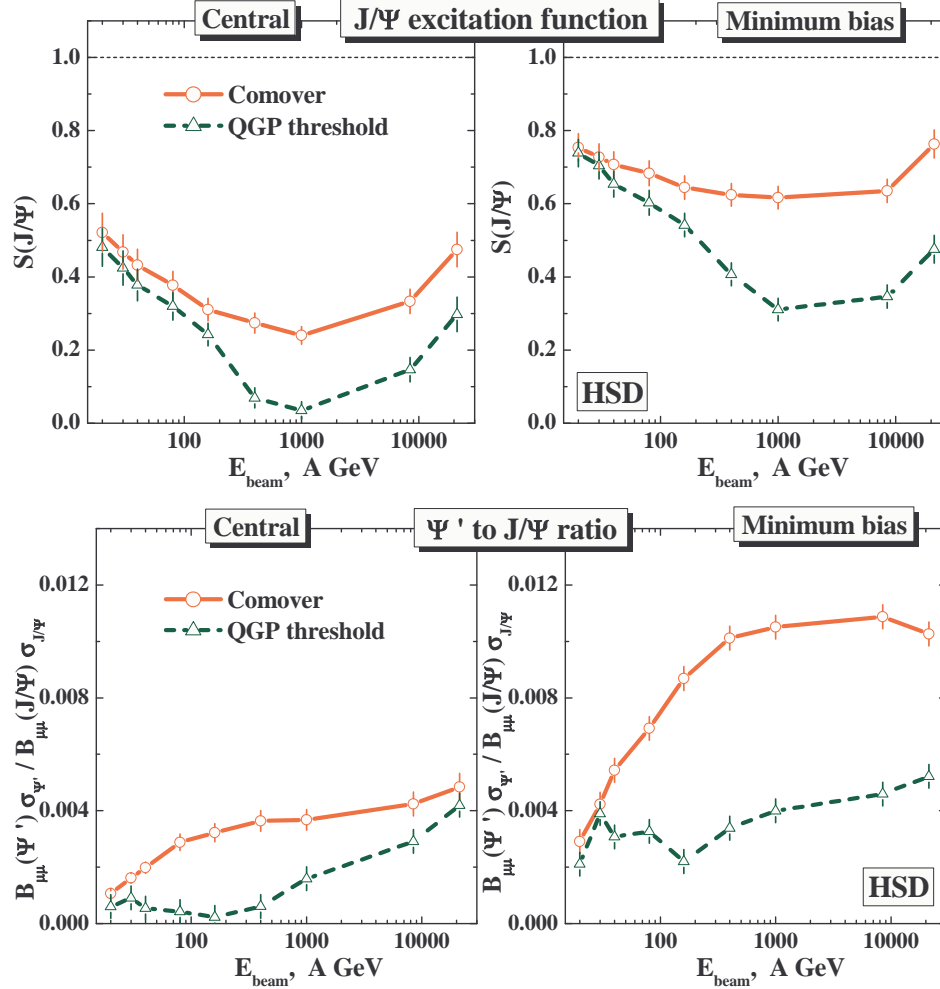 Central
J/Ψ excitation function
Minimum bias
1.0
0.8
0.6
0.4
0.2
0.0
S(J/Ψ)
Comover
QGP threshold
100 1000 10000
E_beam, A GeV
1.0
0.8
0.6
0.4
0.2
0.0
S(J/Ψ)
HSD
100 1000 10000
E_beam, A GeV
Central
Ψ ' to J/Ψ ratio
Minimum bias
0.012
0.008
0.004
0.000
B_μμ(Ψ ') σ_Ψ' / B_μμ(J/Ψ) σ_J/Ψ
Comover
QGP threshold
100 1000 10000
E_beam, A GeV
0.012
0.008
0.004
0.000
B_μμ(Ψ ') σ_Ψ' / B_μμ(J/Ψ) σ_J/Ψ
HSD
100 1000 10000
E_beam, A GeV